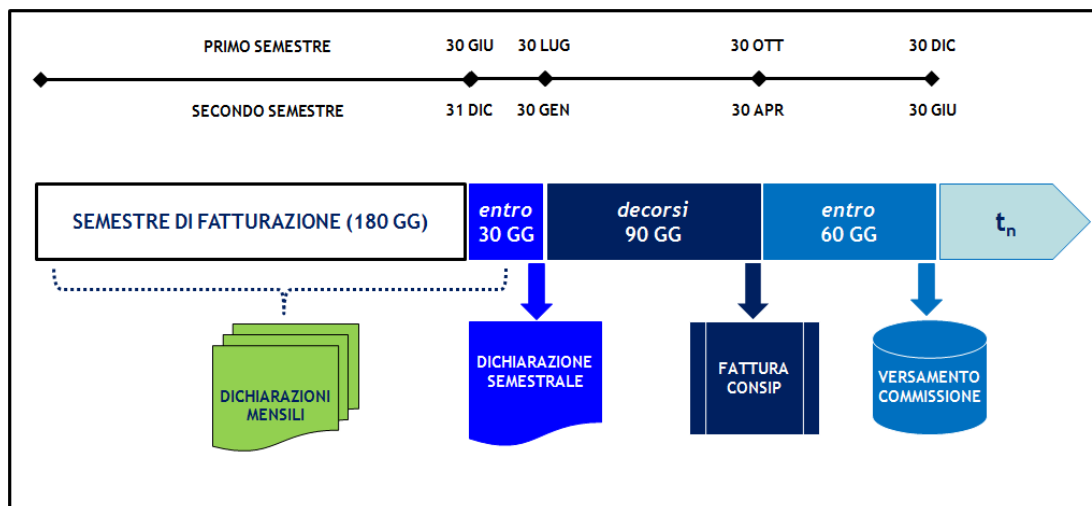 PRIMO SEMESTRE 30 GIU 30 LUG 30 OTT 30 DIC
SECONDO SEMESTRE 31 DIC 30 GEN 30 APR 30 GIU
SEMESTRE DI FATTURAZIONE (180 GG)
entro
30 GG
decorsi
90 GG
entro
60 GG
tn
DICHIARAZIONI
MENSILI
DICHIARAZIONE
SEMESTRALE
FATTURA
CONSIP
VERSAMENTO
COMMISSIONE